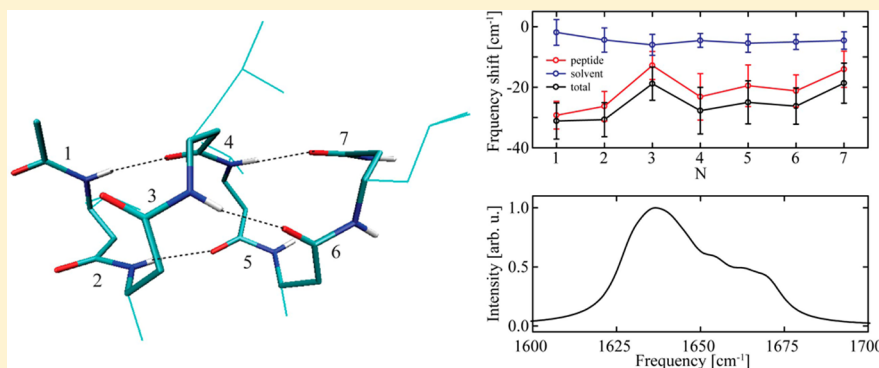 1
2
3
4
5
6
7
Frquency shift [cm-1]
0
-20
-40
peptide
solvent
total
1 2 3 4 5 6 7
N
Intensity [arb. u.]
1.0
0.5
0.0
1600 1625 1650 1675 1700
Frequency [cm-1]